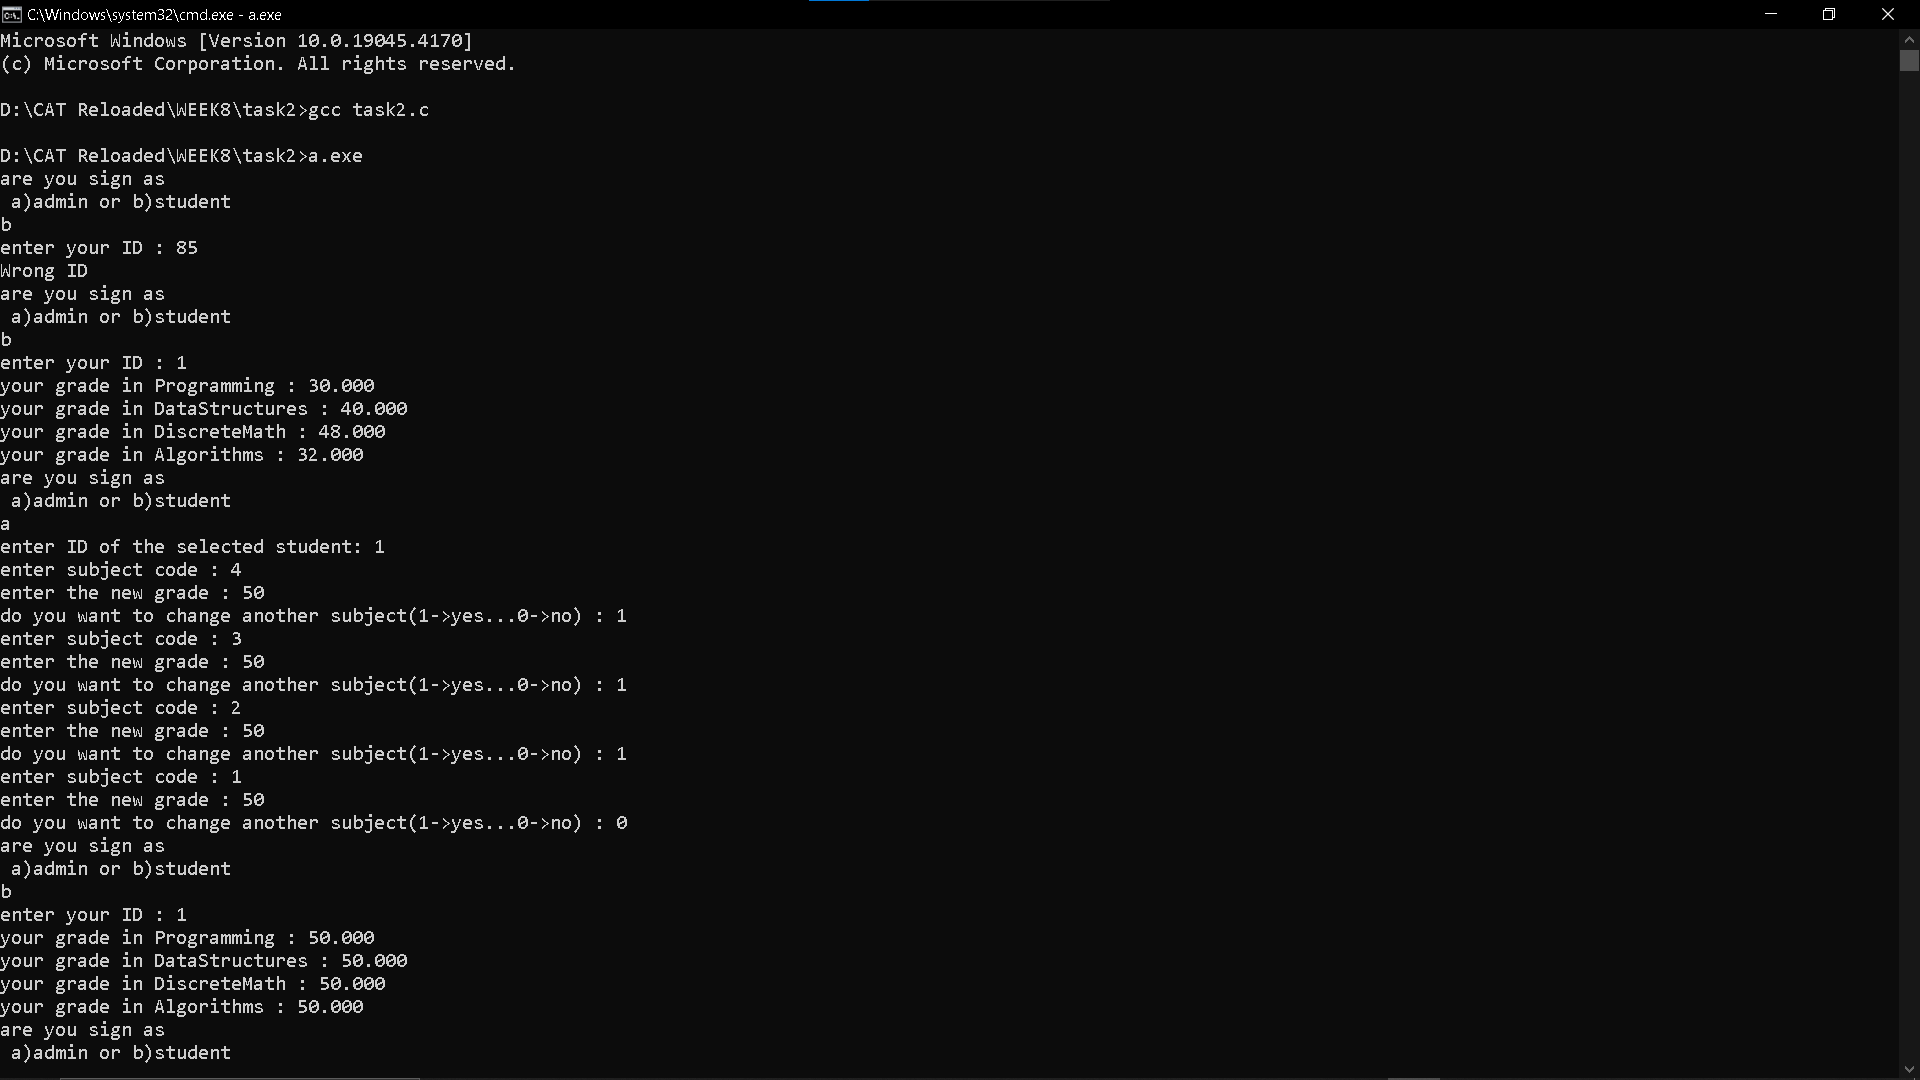 C:\Windows\system32\cmd.exe - a.exe
Microsoft Windows [Version 10.0.19045.4170]
(c) Microsoft Corporation. All rights reserved.
D:\CAT Reloaded\WEEK8\task2>gcc task2.c
D:\CAT Reloaded\WEEK8\task2>a.exe
are you sign as
a)admin or b)student
b
enter your ID : 85
Wrong ID
are you sign as
a)admin or b)student
b
enter your ID : 1
your grade in Programming : 30.000
your grade in DataStructures : 40.000
your grade in DiscreteMath : 48.000
your grade in Algorithms : 32.000
are you sign as
a)admin or b)student
a
enter ID of the selected student: 1
enter subject code : 4
enter the new grade : 50
do you want to change another subject(1->yes...0->no) : 1
enter subject code : 3
enter the new grade : 50
do you want to change another subject(1->yes...0->no) : 1
enter subject code : 2
enter the new grade : 50
do you want to change another subject(1->yes...0->no) : 1
enter subject code : 1
enter the new grade : 50
do you want to change another subject(1->yes...0->no) : 0
are you sign as
a)admin or b)student
b
enter your ID : 1
your grade in Programming : 50.000
your grade in DataStructures : 50.000
your grade in DiscreteMath : 50.000
your grade in Algorithms : 50.000
are you sign as
a)admin or b)student